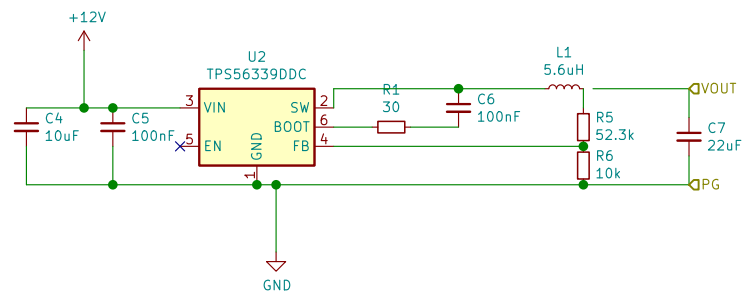 +12V
U2
TPS56339DDC
L1
5.6uH
3
VIN
SW
2
VOUT
R1
30
C6
100nF
C4
10uF
C5
100nF
BOOT
6
R5
52.3k
C7
22uF
5
EN
GND
FB
4
R6
10k
1
PG
GND